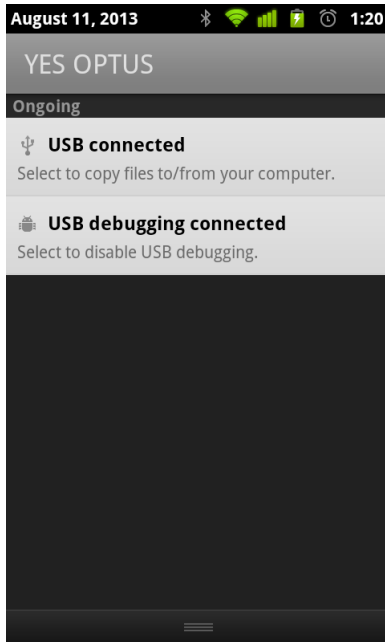 August 11, 2013 1:20
YES OPTUS
Ongoing
USB connected
Select to copy files to/from your computer.
USB debugging connected
Select to disable USB debugging.